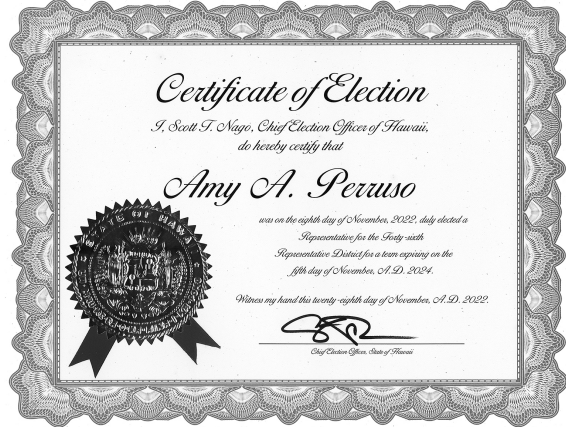 Certificate of Election
I, Scott T. Nago, Chief Election Officer of Hawaii,
do hereby certify that
Amy A. Perruso
was on the eighth day of November, 2022, duly elected a
Representative for the Forty-sixth
Representative District for a term expiring on the
fifth day of November, A.D. 2024.
Witness my hand this twenty-eighth day of November, A.D. 2022.
STATE OF HAWA
Chief Election Officer, State of Hawaii